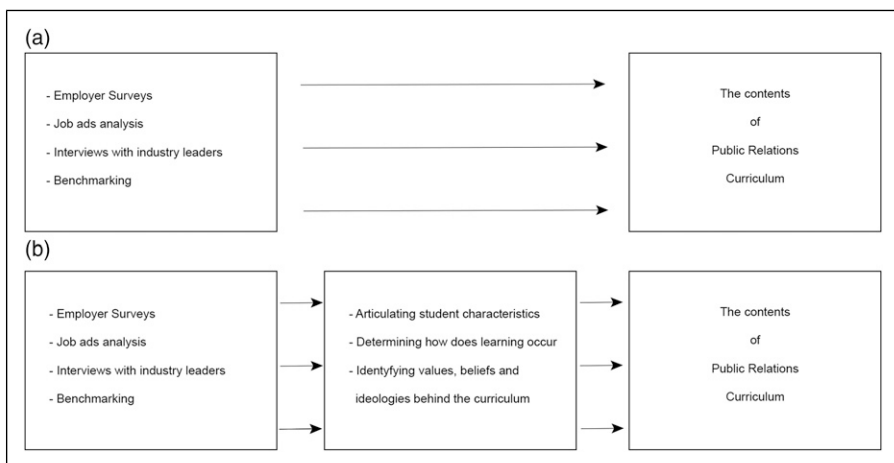 (a)
- Employer Surveys
- Job ads analysis
- Interviews with industry leaders
- Benchmarking
The contents
of
Public Relations
Curriculum
(b)
- Employer Surveys
- Job ads analysis
- Interviews with industry leaders
- Benchmarking
- Articulating student characteristics
- Determining how does learning occur
- Identyfying values, beliefs and
ideologies behind the curriculum
The contents
of
Public Relations
Curriculum